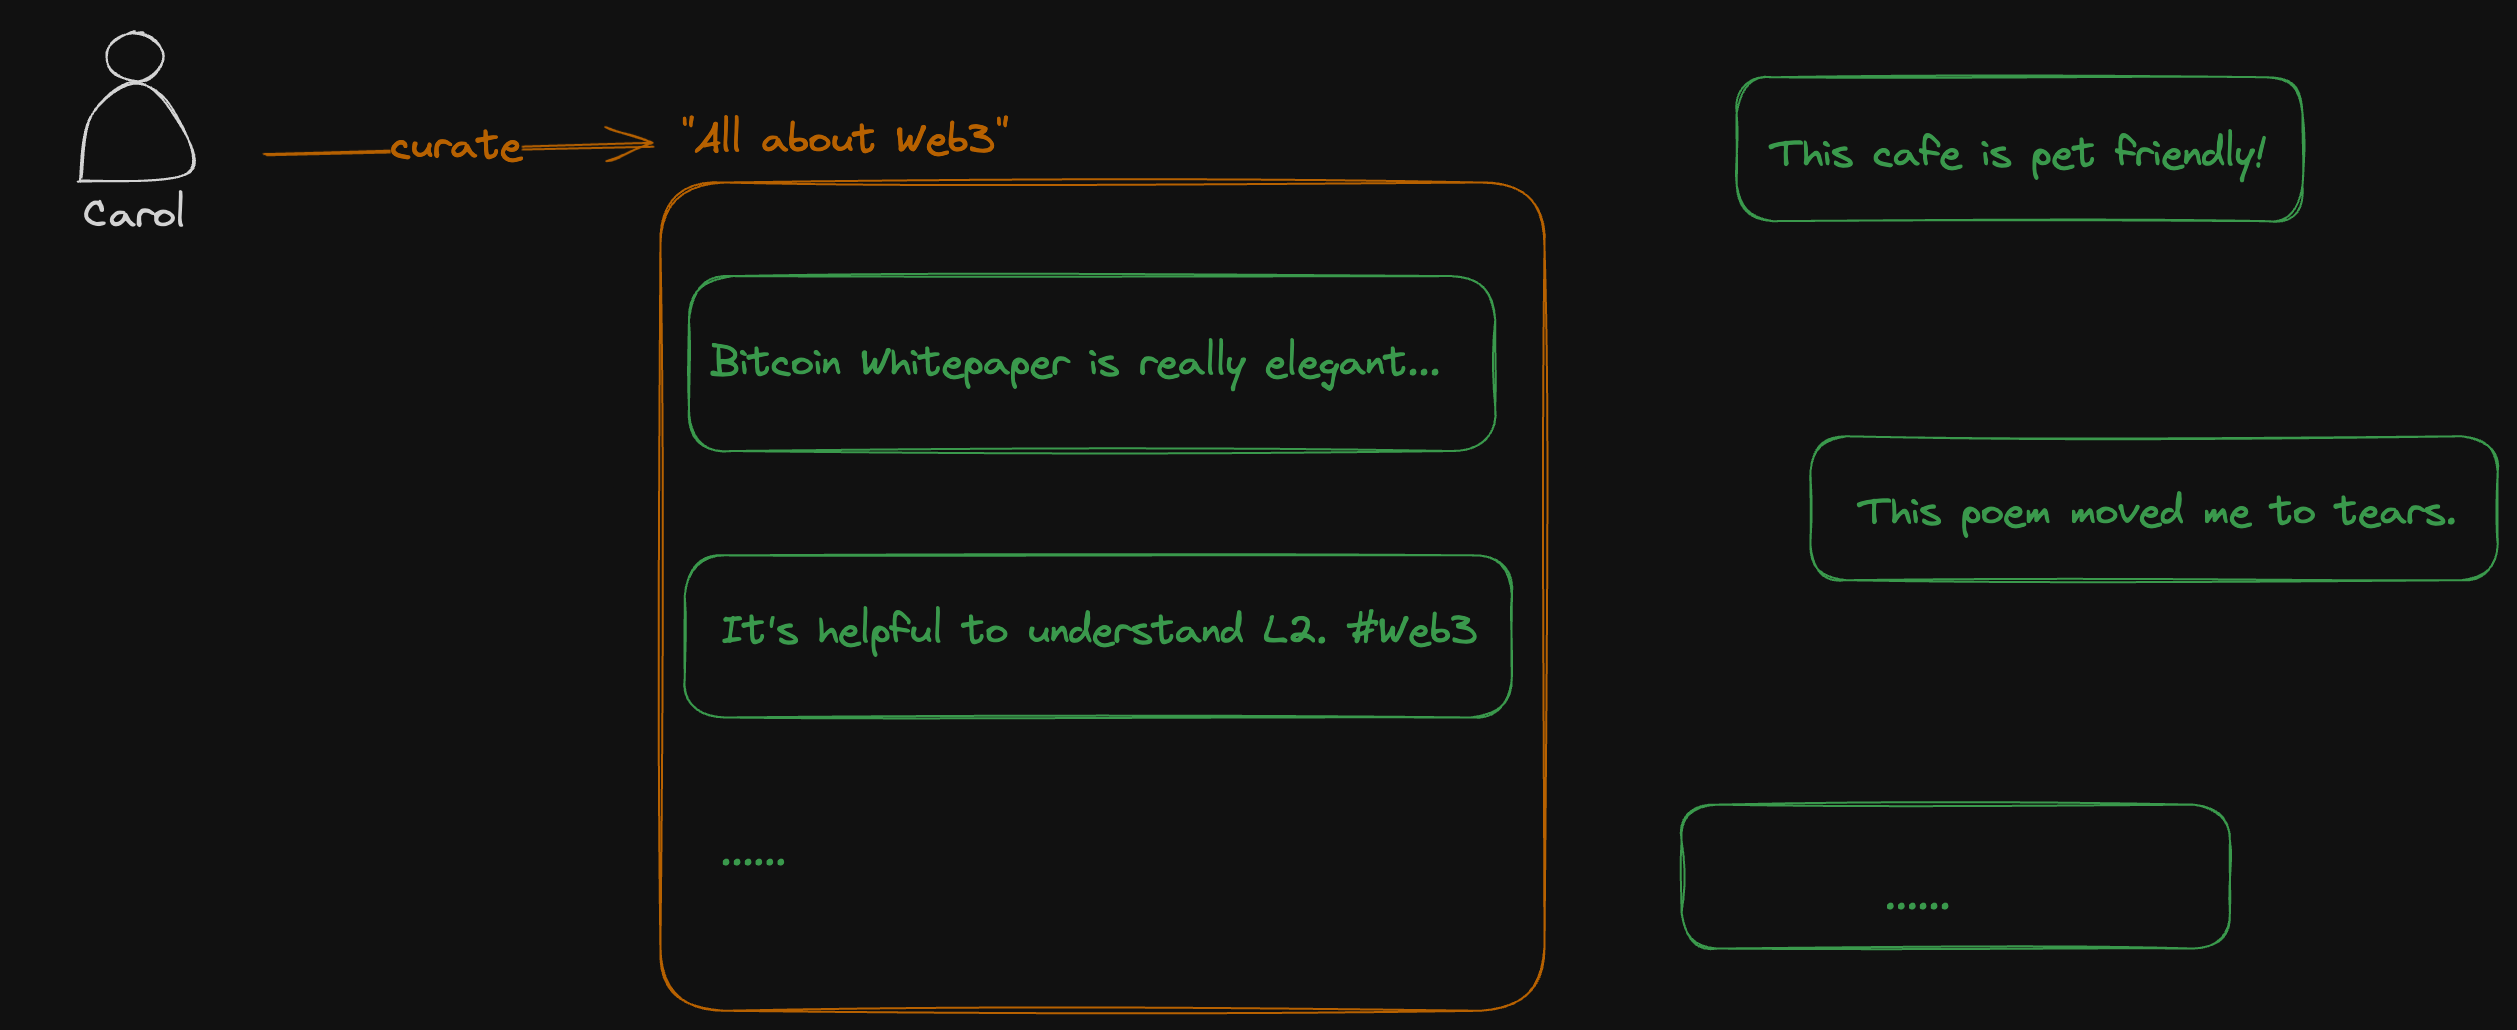 Carol
curate
"All about Web3"
Bitcoin Whitepaper is really elegant...
It's helpful to understand L2. #Web3
......
This cafe is pet friendly!
This poem moved me to tears.
......